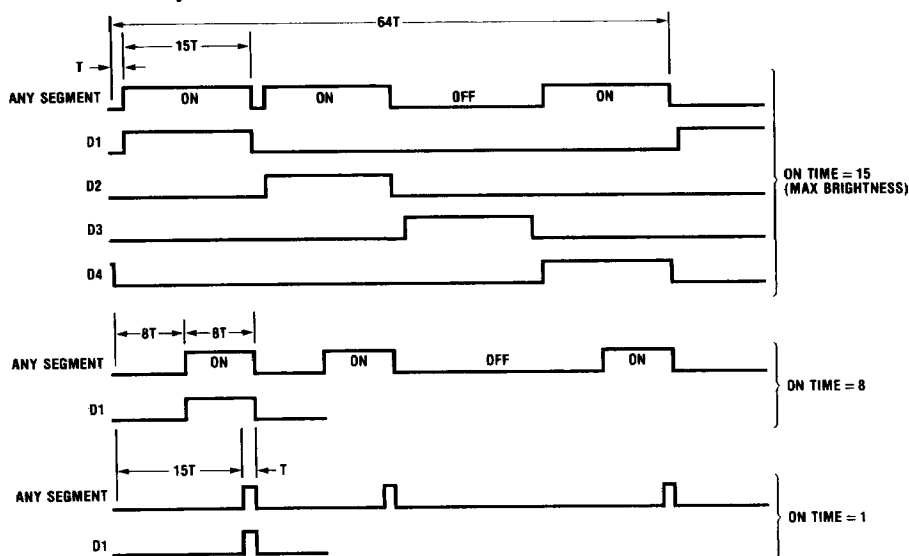 64T
15T
T
ANY SEGMENT ON ON OFF ON
D1
D2
D3
D4
ON TIME = 15
(MAX BRIGHTNESS)
8T 8T
ANY SEGMENT ON ON OFF ON
D1
ON TIME = 8
15T T
ANY SEGMENT
D1
ON TIME = 1